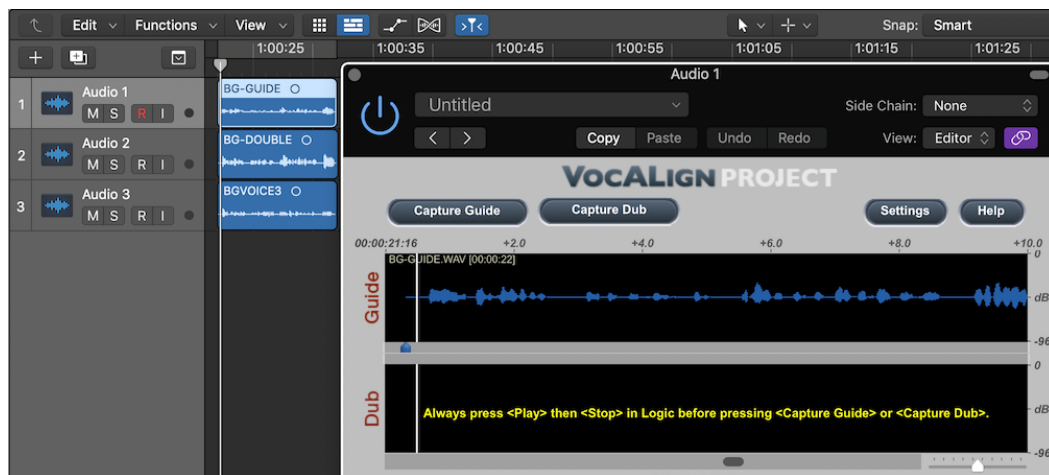 Edit Functions View Snap: Smart
1:00:25 1:00:35 1:00:45 1:00:55 1:01:05 1:01:15 1:01:25
Audio 1
1 Audio 1 BG-GUIDE
M S R I
Untitled Side Chain: None
Copy Paste Undo Redo View: Editor
2 Audio 2 BG-DOUBLE
M S R I
3 Audio 3 BGVOICE3
M S R I
VOCALIGN PROJECT
Capture Guide Capture Dub Settings Help
00:00:21:16 +2.0 +4.0 +6.0 +8.0 +10.0
BG-GUIDE.WAV [00:00:22] 0
Guide dB
-96
0
Dub Always press <Play> then <Stop> in Logic before pressing <Capture Guide> or <Capture Dub>. dB
-96